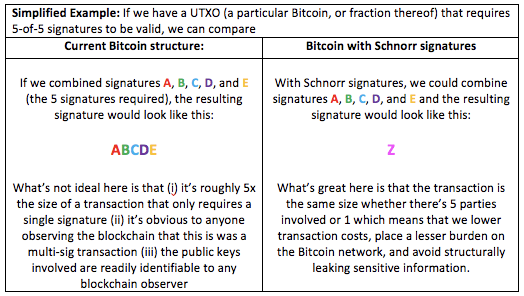 Simplified Example: If we have a UTXO (a particular Bitcoin, or fraction thereof) that requires
5-of-5 signatures to be valid, we can compare
Current Bitcoin structure:
If we combined signatures A, B, C, D, and E
(the 5 signatures required), the resulting
signature would look like this:
ABCDE
What's not ideal here is that (i) it's roughly 5x
the size of a transaction that only requires a
single signature (ii) it's obvious to anyone
observing the blockchain that this is was a
multi-sig transaction (iii) the public keys
involved are readily identifiable to any
blockchain observer
Bitcoin with Schnorr signatures
With Schnorr signatures, we could combine
signatures A, B, C, D, and E and the resulting
signature would look like this:
Z
What's great here is that the transaction is
the same size whether there's 5 parties
involved or 1 which means that we lower
transaction costs, place a lesser burden on
the Bitcoin network, and avoid structurally
leaking sensitive information.